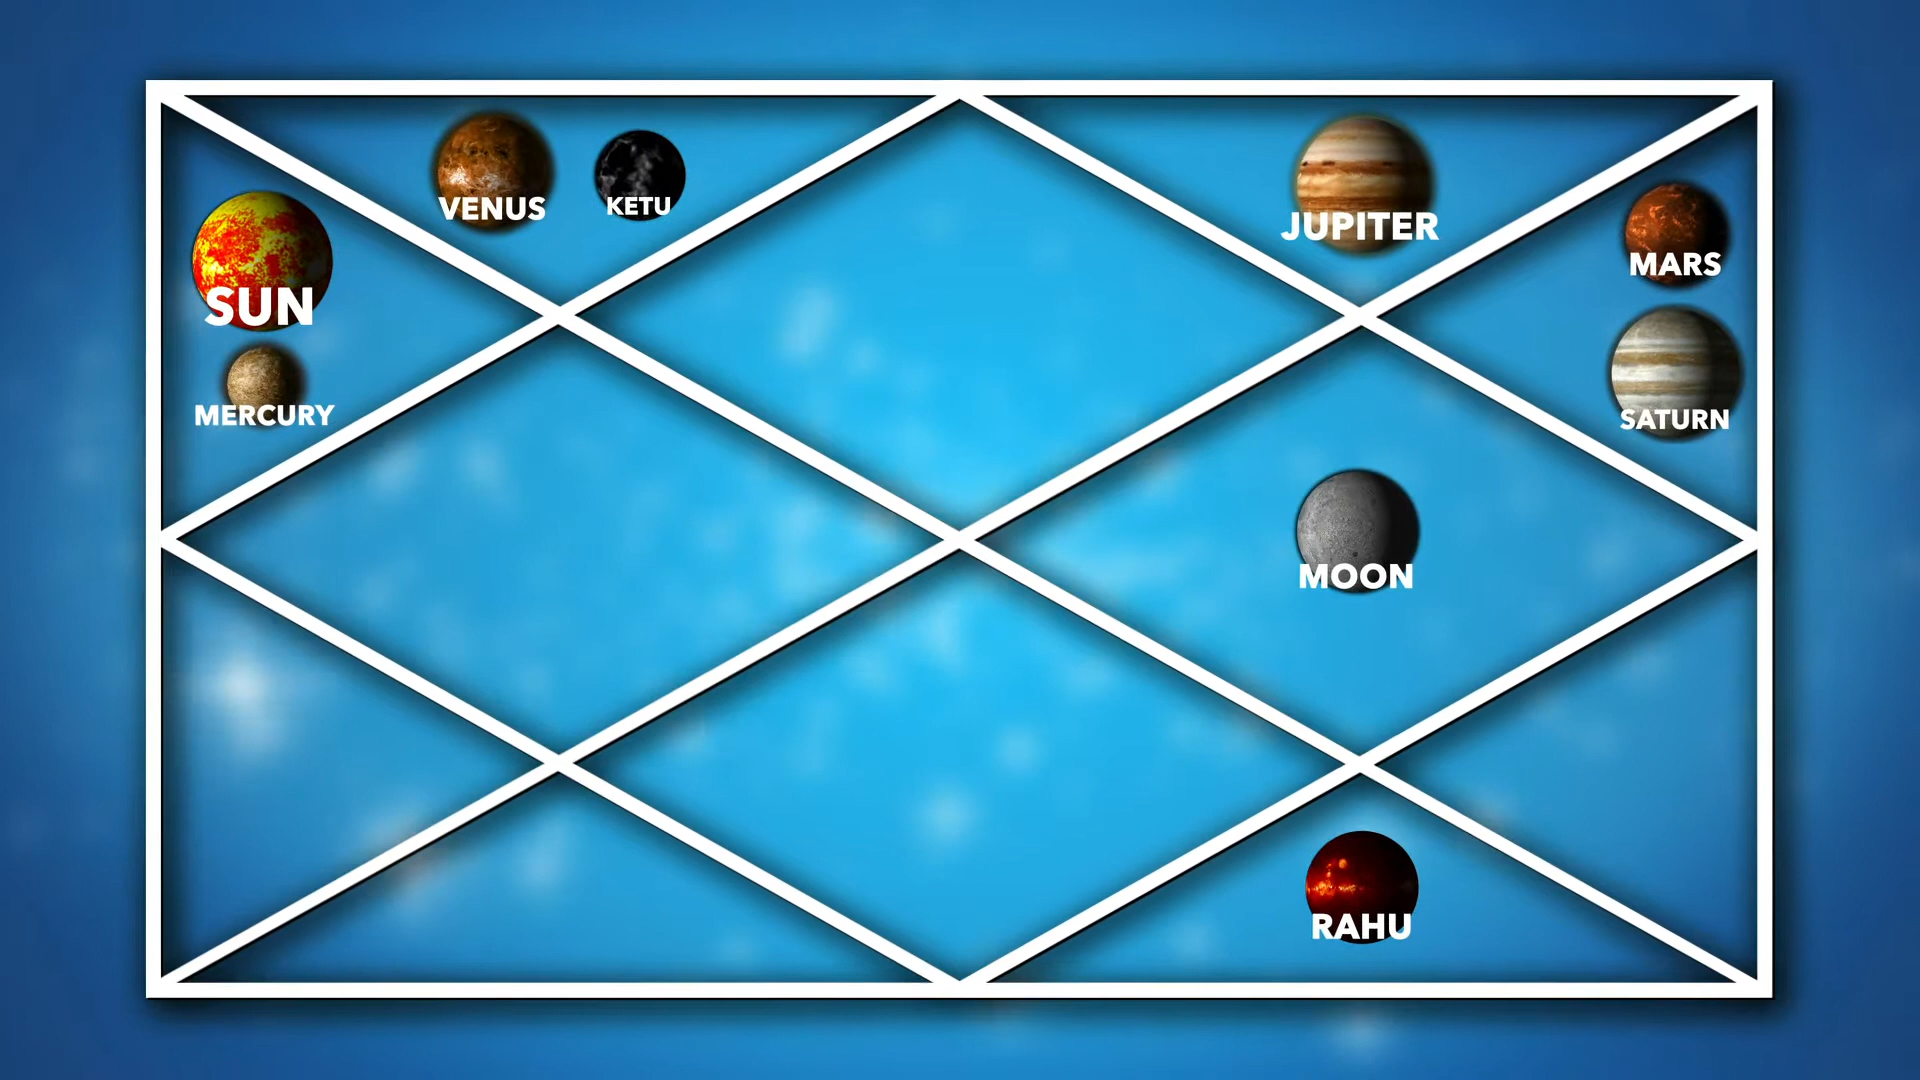 VENUS
KETU
JUPITER
MARS
SUN
MERCURY
SATURN
MOON
RAHU